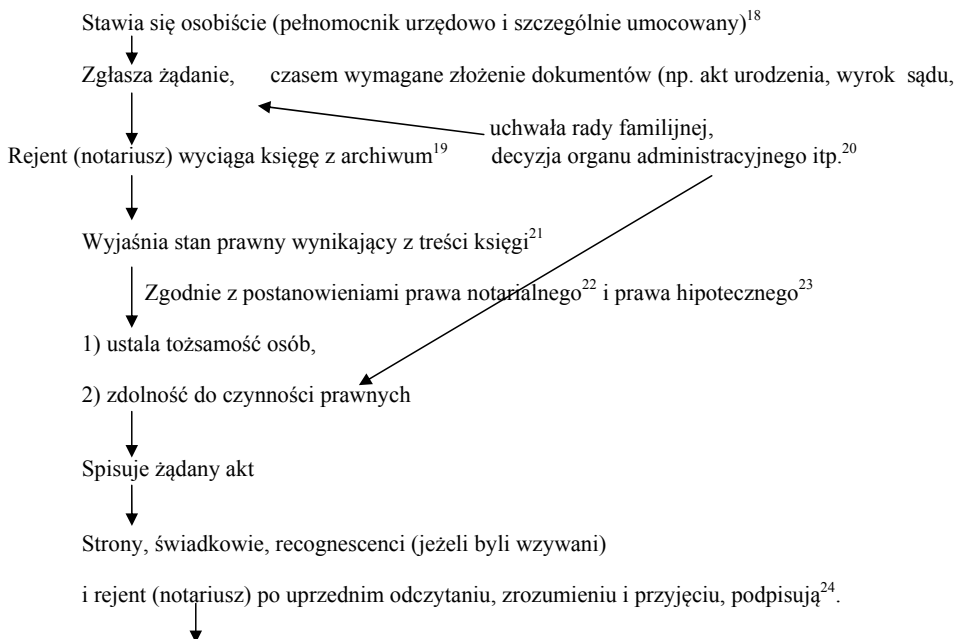 Stawia się osobiście (pełnomocnik urzędowo i szczególnie umocowany)18
Zgłasza żądanie, czasem wymagane złożenie dokumentów (np. akt urodzenia, wyrok sądu,
uchwała rady familijnej,
Rejent (notariusz) wyciąga księgę z archiwum19 decyzja organu administracyjnego itp.20
Wyjaśnia stan prawny wynikający z treści księgi21
Zgodnie z postanowieniami prawa notarialnego22 i prawa hipotecznego23
1) ustala tożsamość osób,
2) zdolność do czynności prawnych
Spisuje żądany akt
Strony, świadkowie, recognescenci (jeżeli byli wzywani)
i rejent (notariusz) po uprzednim odczytaniu, zrozumieniu i przyjęciu, podpisują24.